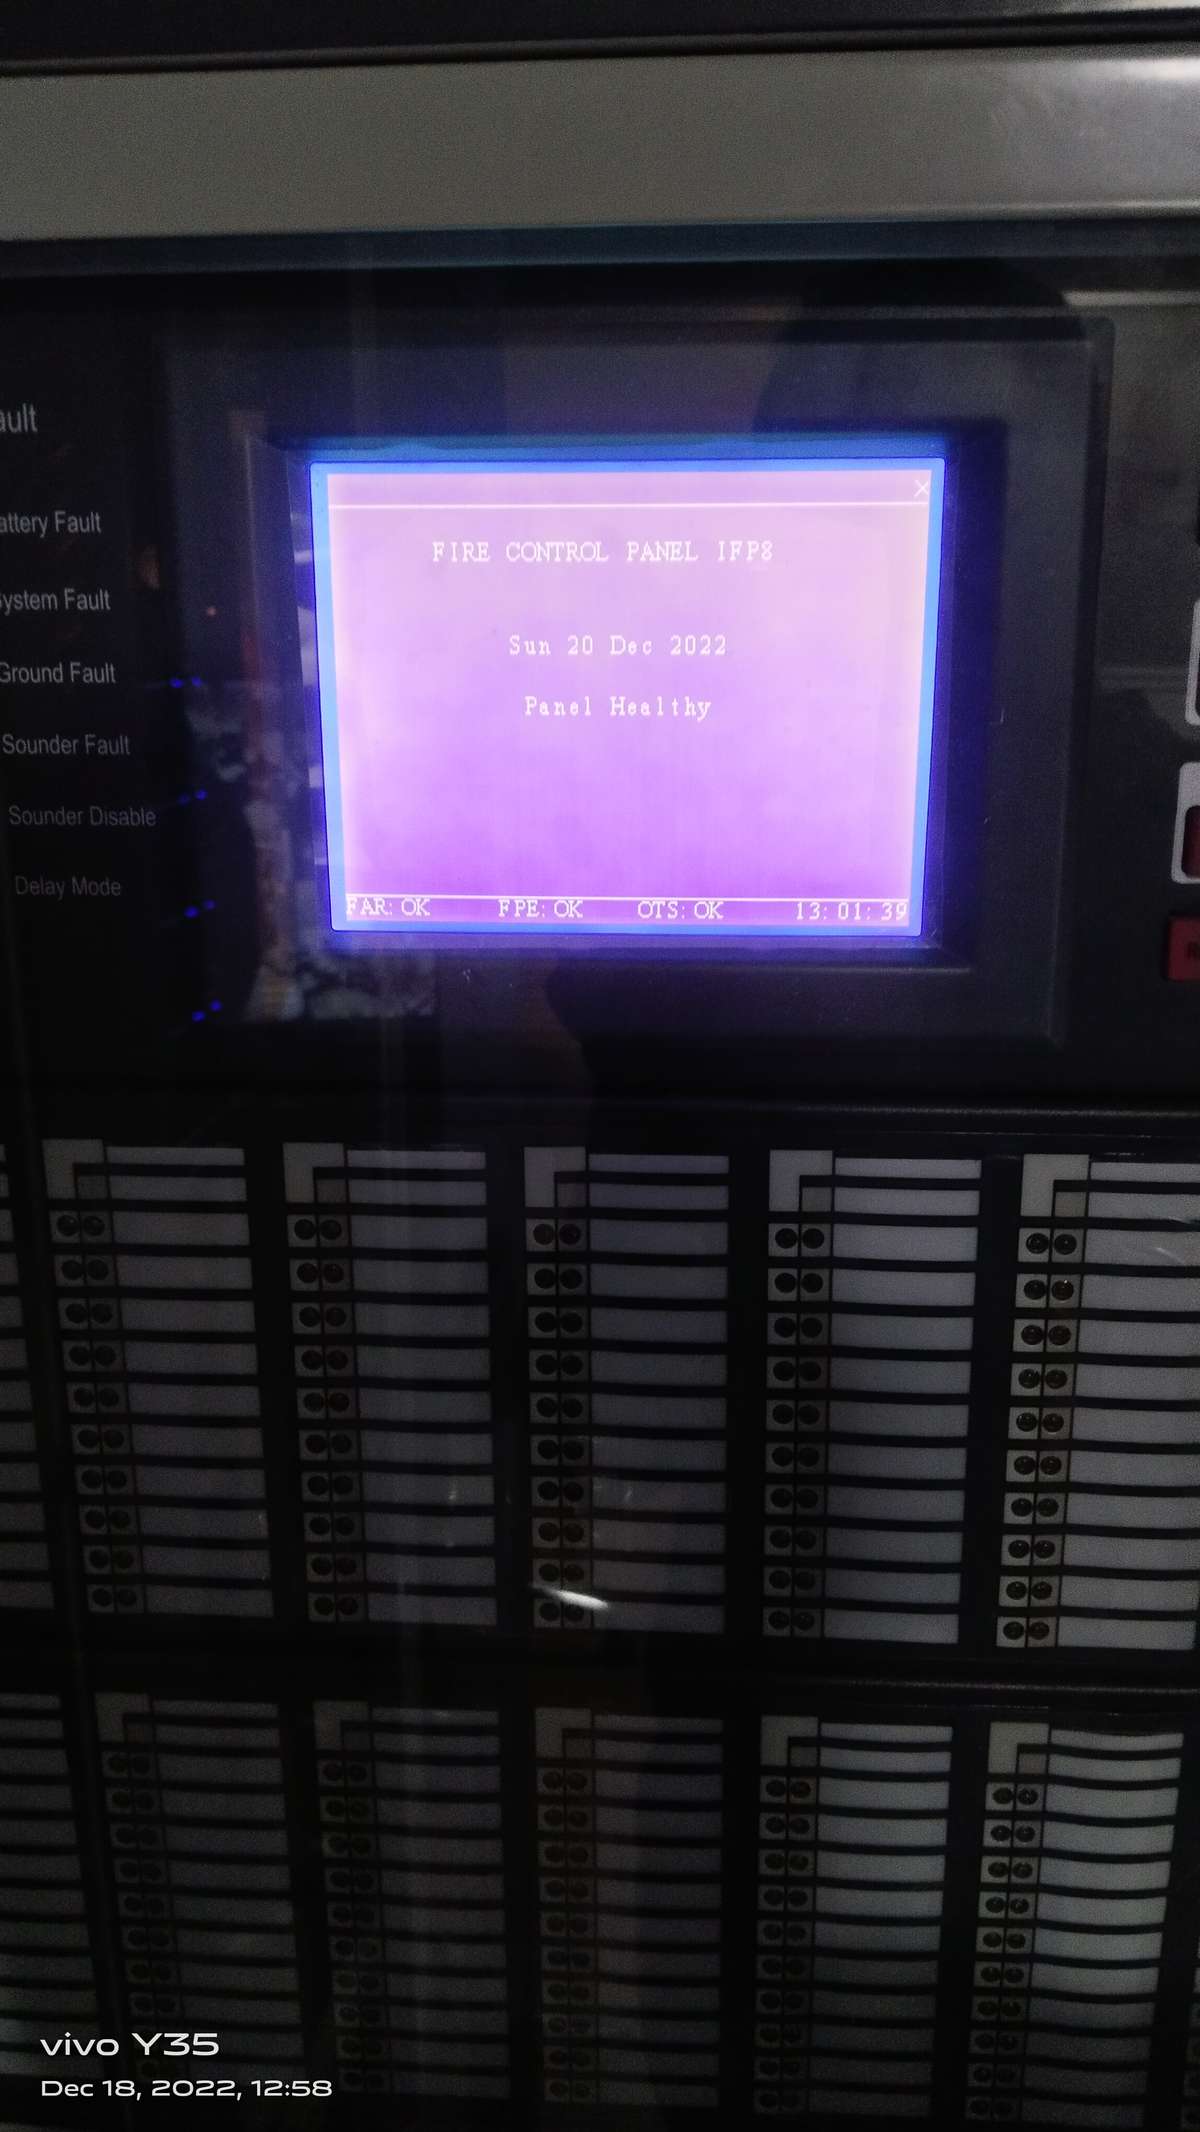 ault
attery Fault
ystem Fault
Ground Fault
Sounder Fault
Sounder Disable
Delay Mode
×
FIRE CONTROL PANEL IFP8
Sun 20 Dec 2022
Panel Healthy
FAR: OK FPE: OK OTS: OK 13:01:39
vivo Y35
Dec 18, 2022, 12:58